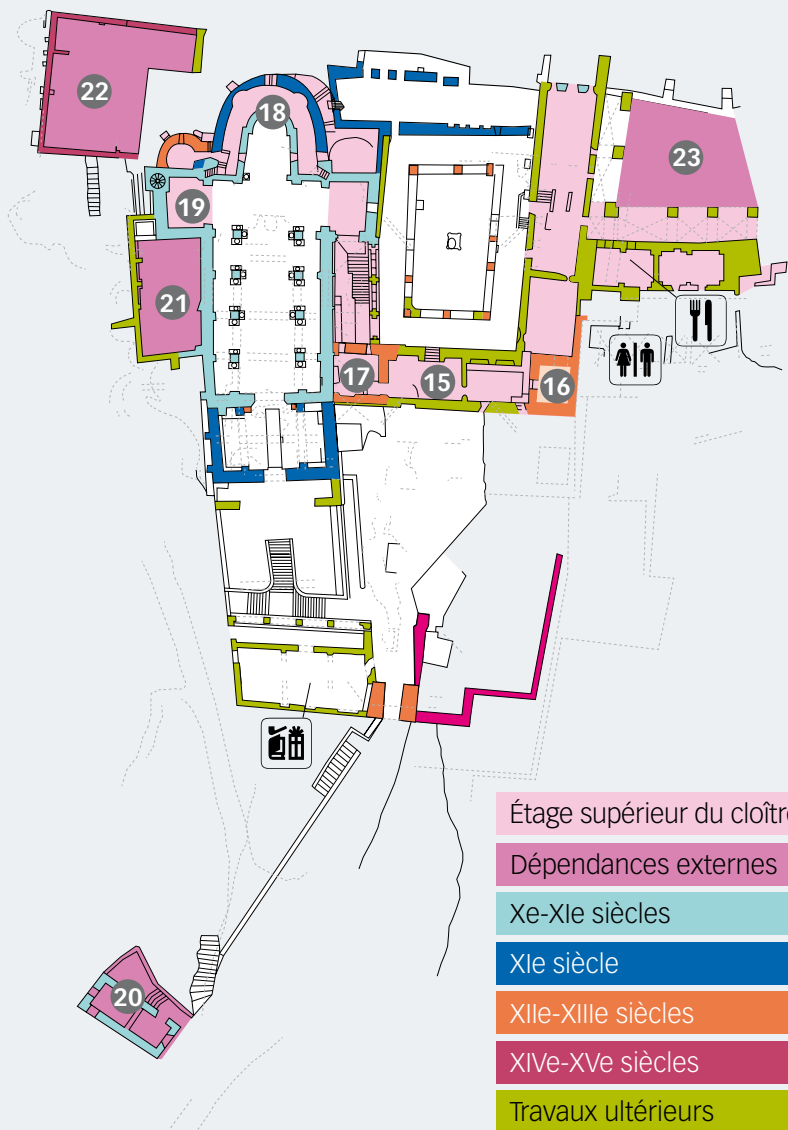 22
18
23
19
21
17
15
16
20
Étage supérieur du cloître
Dépendances externes
Xe-XIe siècles
XIe siècle
XIIe-XIIIe siècles
XIVe-XVe siècles
Travaux ultérieurs